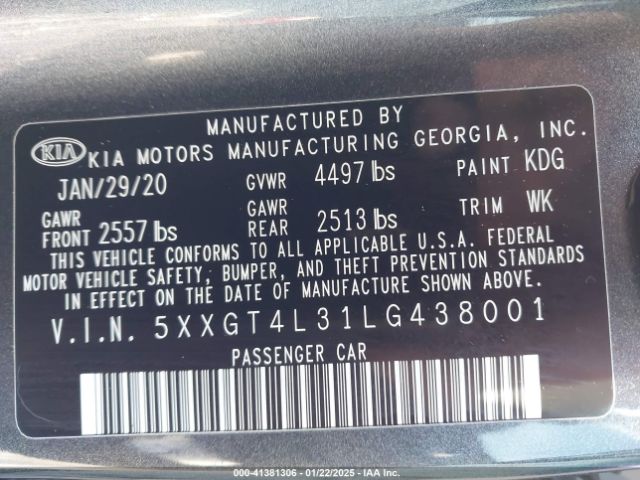 MANUFACTURED BY
KIA KIA MOTORS MANUFACTURING GEORGIA, INC.
JAN/29/20 GVWR 4497 lbs PAINT KDG
GAWR FRONT 2557 lbs GAWR REAR 2513 lbs TRIM WK
THIS VEHICLE CONFORMS TO ALL APPLICABLE U.S.A. FEDERAL
MOTOR VEHICLE SAFETY, BUMPER, AND THEFT PREVENTION STANDARDS
IN EFFECT ON THE DATE OF MANUFACTURE SHOWN ABOVE.
V.I.N. 5XXGT4L31LG438001
PASSENGER CAR
000-41381306 - 01/22/2025 - IAA Inc.